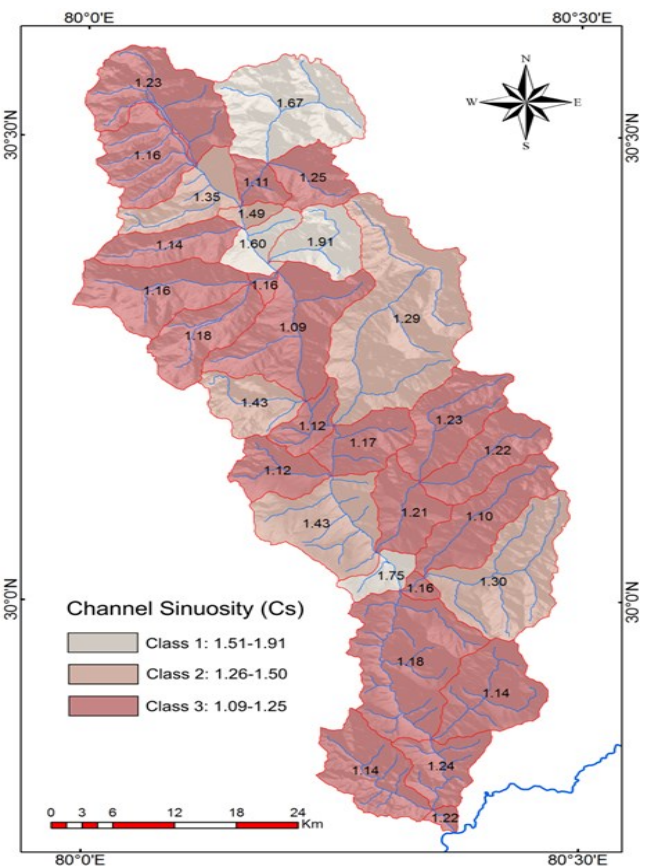 80°0'E 80°30'E
N
W E
S
30°30'N 30°30'N
1.23
1.67
1.16
1.25
1.11
1.35
1.49
1.60 1.91
1.14
1.16 1.16
1.29
1.09
1.18
1.43
1.23
1.12
1.17
1.22
1.12
1.21
1.10
1.43
1.75
1.30
1.16
30°0'N 30°0'N
Channel Sinuosity (Cs)
Class 1: 1.51-1.91
Class 2: 1.26-1.50
Class 3: 1.09-1.25
1.18
1.14
1.14
1.24
1.22
0 3 6 12 18 24
Km
80°0'E 80°30'E